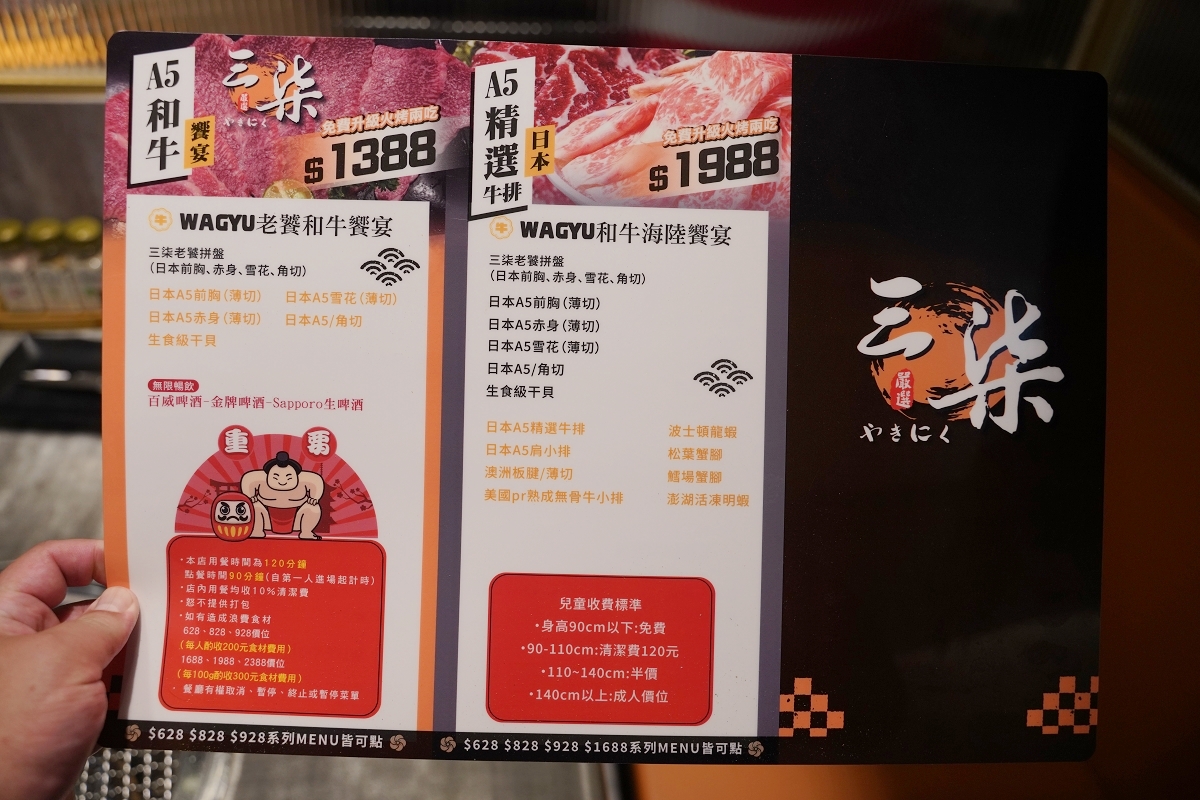 A5
和牛
饗宴
三柒
嚴選
やきにく
免費升級火烤兩吃
$1388
WAGYU老饕和牛饗宴
三柒老饕拼盤
(日本前胸、赤身、雪花、角切)
日本A5前胸(薄切) 日本A5雪花(薄切)
日本A5赤身(薄切) 日本A5/角切
生食級干貝
無限暢飲
百威啤酒-金牌啤酒-Sapporo生啤酒
重要
·本店用餐時間為120分鐘
點餐時間90分鐘(自第一人進場起計時)
·店內用餐均收10%清潔費
·恕不提供打包
·如有造成浪費食材
628、828、928價位
(每人酌收200元食材費用)
1688、1988、2388價位
(每100g酌收300元食材費用)
·餐廳有權取消、暫停、終止或暫停菜單
$628 $828 $928系列MENU皆可點
A5
精選
牛排
日本
免費升級火烤兩吃
$1988
牛 WAGYU和牛海陸饗宴
三柒老饕拼盤
(日本前胸、赤身、雪花、角切)
日本A5前胸(薄切)
日本A5赤身(薄切)
日本A5雪花(薄切)
日本A5/角切
生食級干貝
日本A5精選牛排 波士頓龍蝦
日本A5肩小排 松葉蟹腳
澳洲板腱/薄切 鱈場蟹腳
美國pr熟成無骨牛小排 澎湖活凍明蝦
兒童收費標準
·身高90cm以下:免費
·90-110cm:清潔費120元
·110~140cm:半價
·140cm以上:成人價位
$628 $828 $928 $1688系列MENU皆可點
三柒
嚴選
やきにく